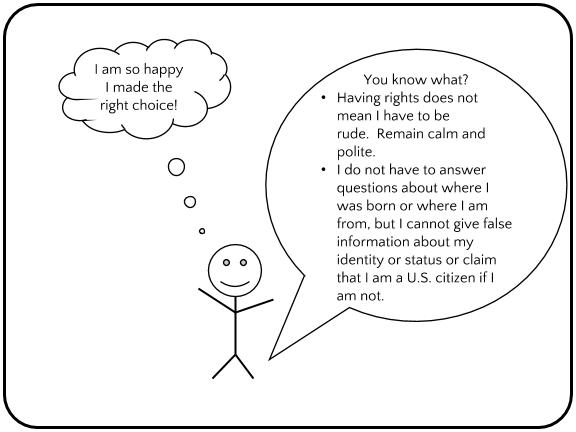 I am so happy
I made the
right choice!
You know what?
• Having rights does not
mean I have to be
rude.  Remain calm and
polite.
• I do not have to answer
questions about where I
was born or where I am
from, but I cannot give false
information about my
identity or status or claim
that I am a U.S. citizen if I
am not.